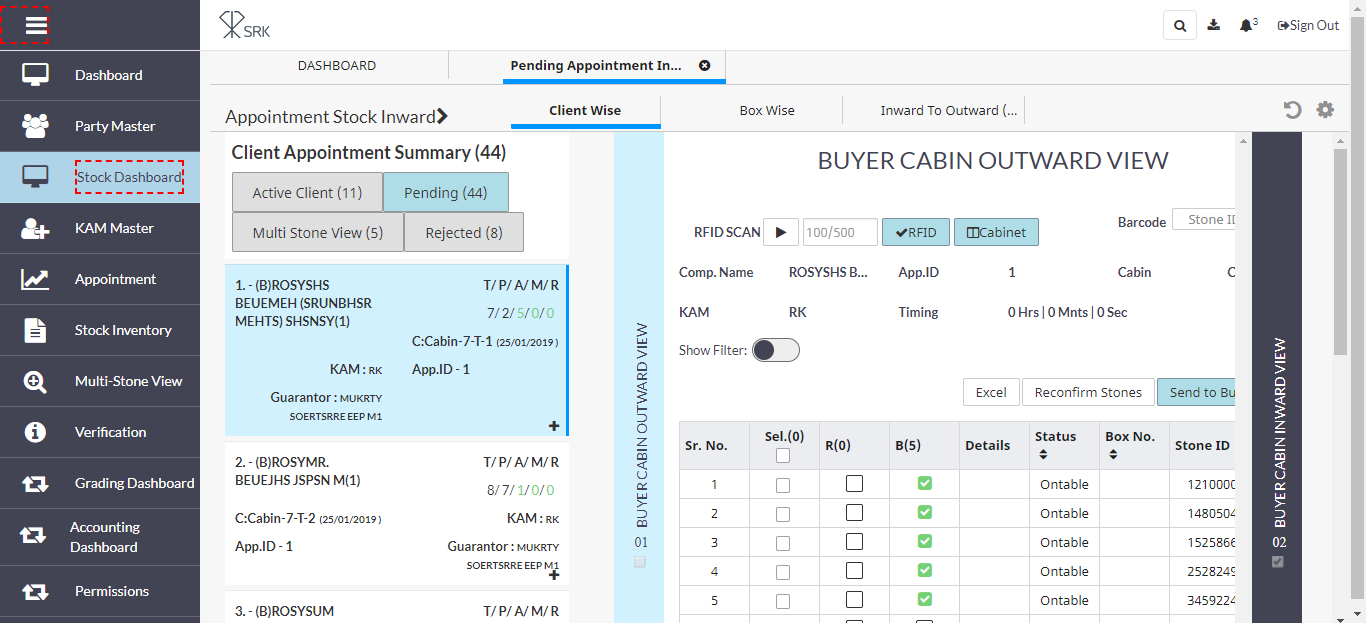 SRK
3
Sign Out
Dashboard
Party Master
Stock Dashboard
KAM Master
Appointment
Stock Inventory
Multi-Stone View
Verification
Grading Dashboard
Accounting
Dashboard
Permissions
DASHBOARD
Pending Appointment In...
Appointment Stock Inward
Client Wise
Box Wise
Inward To Outward (...
Client Appointment Summary (44)
Active Client (11)
Pending (44)
Multi Stone View (5)
Rejected (8)
1. - (B)ROSYSHS
BEUEMEH (SRUNBHSR
MEHTS) SHSNSY(1)
T/ P/ A/ M/ R
7/ 2/ 5/ 0/ 0
C:Cabin-7-T-1 (25/01/2019 )
KAM : RK
App.ID - 1
Guarantor : MUKRTY
SOERTSRRE EEP M1
2. - (B)ROSYMR.
BEUEJHS JSPSN M(1)
T/ P/ A/ M/ R
8/ 7/ 1/ 0/ 0
C:Cabin-7-T-2 (25/01/2019 )
KAM : RK
App.ID - 1
Guarantor : MUKRTY
SOERTSRRE EEP M1
3. - (B)ROSYSUM
T/ P/ A/ M/ R
BUYER CABIN OUTWARD VIEW
01
BUYER CABIN OUTWARD VIEW
RFID SCAN
100/500
RFID
Cabinet
Barcode
Stone ID
Comp. Name
ROSYSHS B...
App.ID
1
Cabin
KAM
RK
Timing
0 Hrs | 0 Mnts | 0 Sec
Show Filter:
Excel
Reconfirm Stones
Send to Bu
Sr. No. Sel.(0) R(0) B(5) Details Status Box No. Stone ID
1 Ontable 1210000
2 Ontable 1480504
3 Ontable 1525866
4 Ontable 2528249
5 Ontable 3459224
BUYER CABIN INWARD VIEW
02